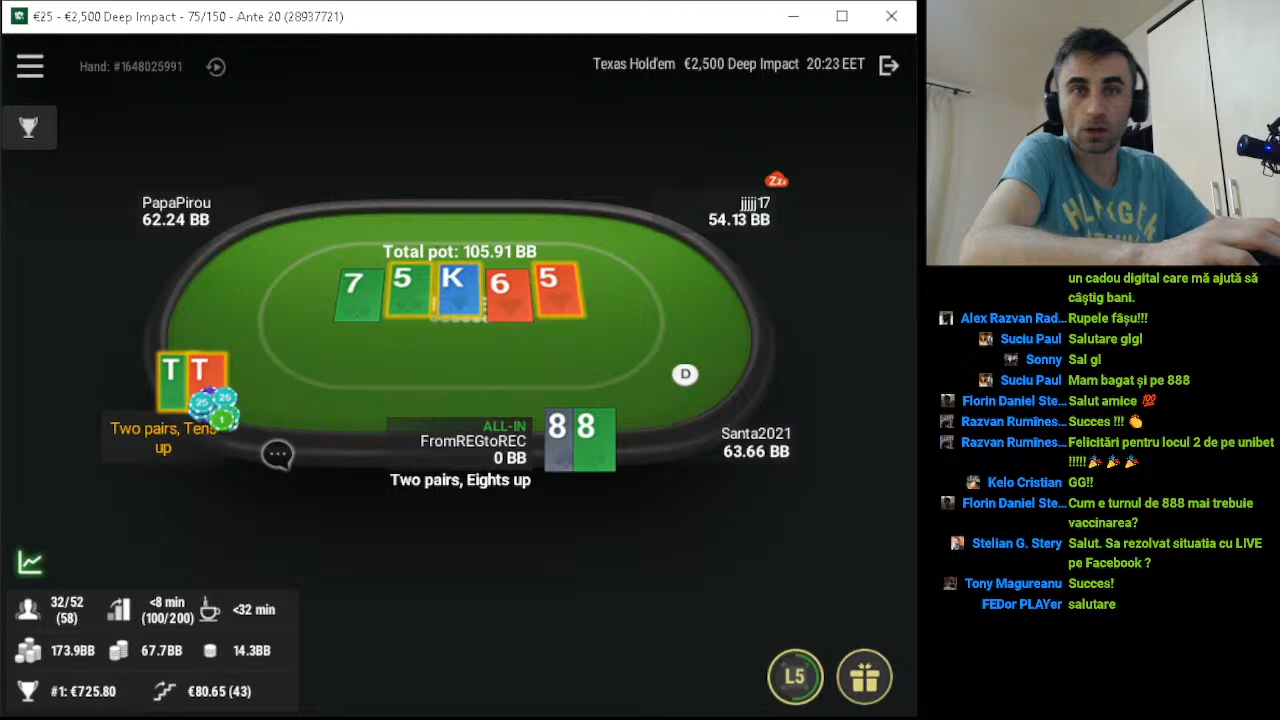 €25 - €2,500 Deep Impact - 75/150 - Ante 20 (28937721)
Hand: #1648025991
Texas Hold'em €2,500 Deep Impact 20:23 EET
PapaPirou
62.24 BB
Zz
jjjjj17
54.13 BB
Total pot: 105.91 BB
7 5 K 6 5
T T
25 25
1
D
Two pairs, Tens
up
ALL-IN
FromREGtoREC
0 BB
8 8
Two pairs, Eights up
Santa2021
63.66 BB
32/52
(58)
<8 min
(100/200)
<32 min
173.9BB 67.7BB 14.3BB
#1: €725.80 €80.65 (43)
L5
un cadou digital care mă ajută să
câștig bani.
Alex Razvan Rad... Rupele fâșu!!!
Suciu Paul Salutare gigi
Sonny Sal gi
Suciu Paul Mam bagat și pe 888
Florin Daniel Ste... Salut amice 💯
Razvan Rumînes... Succes !!! 👏
Razvan Rumînes... Felicitări pentru locul 2 de pe unibet
!!!!!🎉 🎉 🎉
Kelo Cristian GG!!
Florin Daniel Ste... Cum e turnul de 888 mai trebuie
vaccinarea?
Stelian G. Stery Salut. Sa rezolvat situatia cu LIVE
pe Facebook ?
Tony Magureanu Succes!
FEDor PLAYer salutare